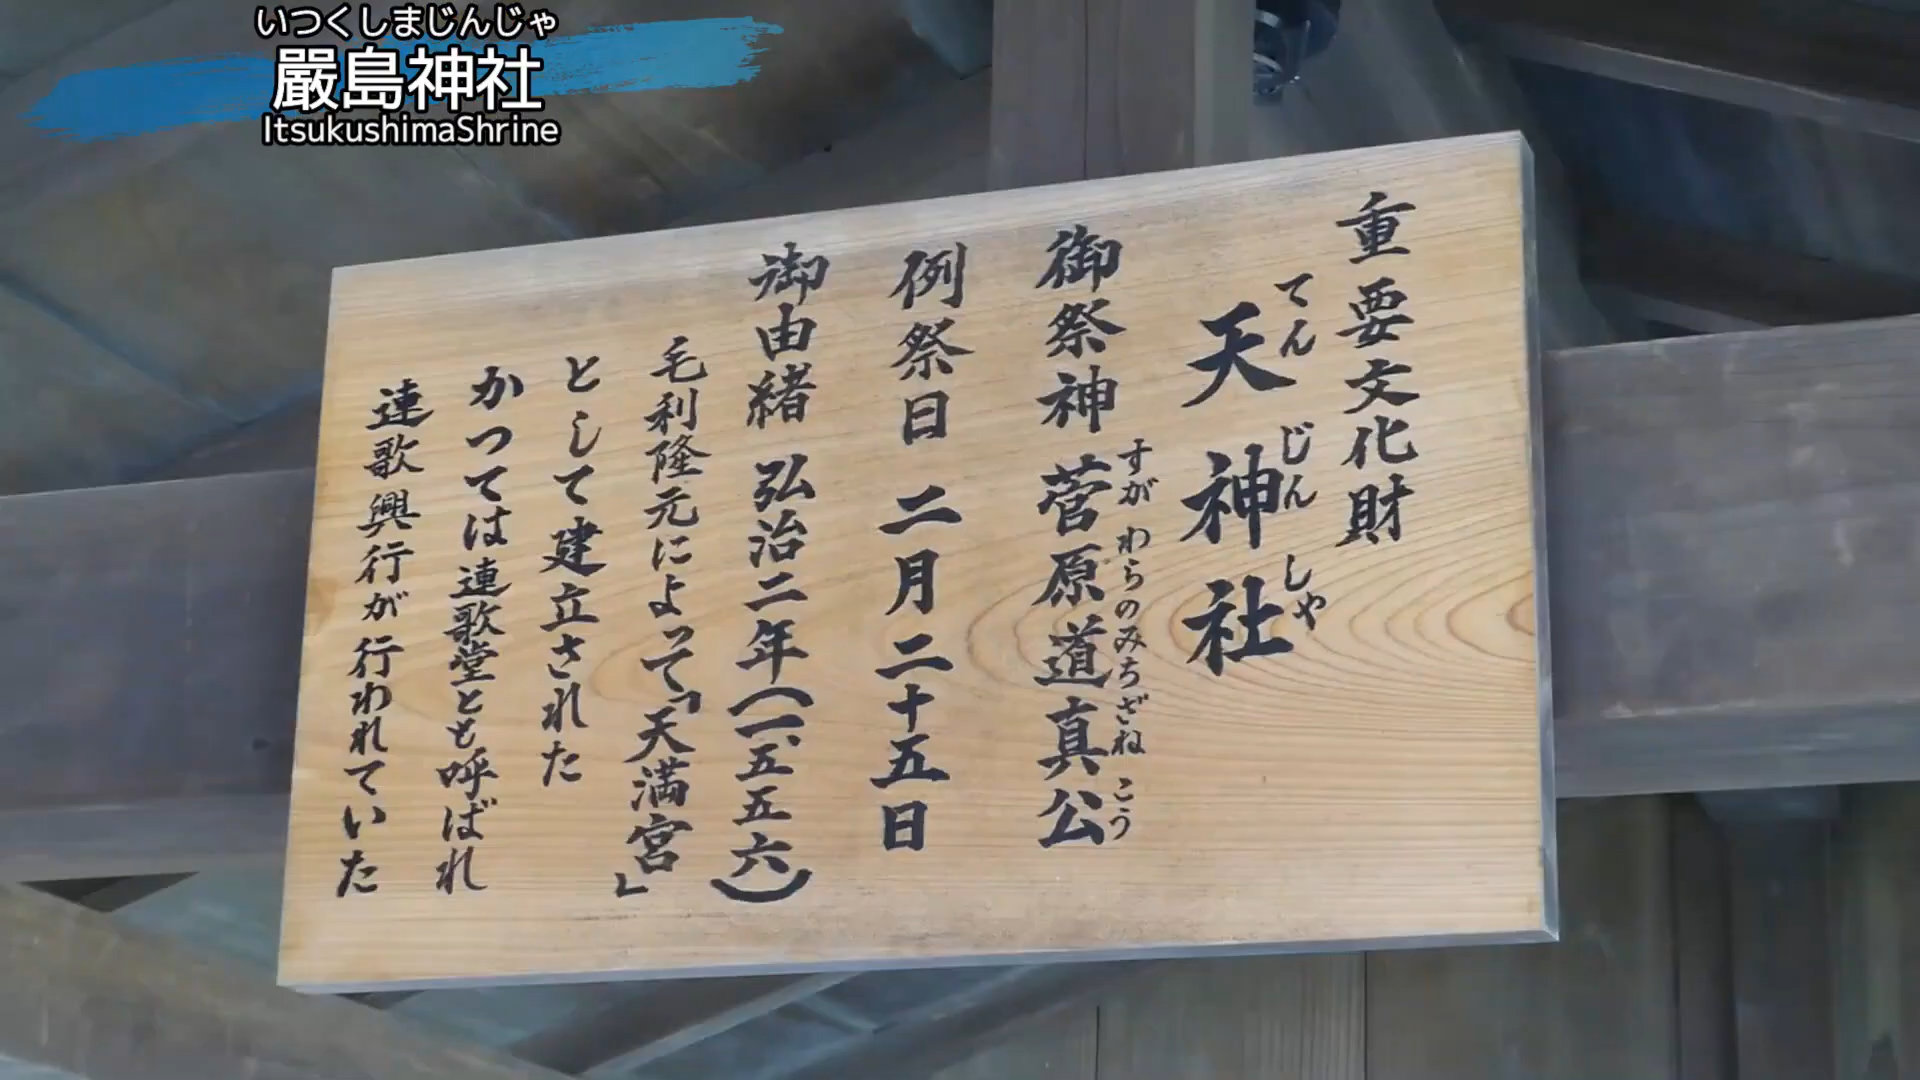 いつくしまじんじゃ
嚴島神社
ItsukushimaShrine
重要文化財
てんじんしゃ
天神社
御祭神 菅原道真公
すがわらのみちざねこう
例祭日 二月二十五日
御由緒 弘治二年(一五五六)
毛利隆元によって「天満宮」
として建立された
かつては連歌堂とも呼ばれ
連歌興行が行われていた